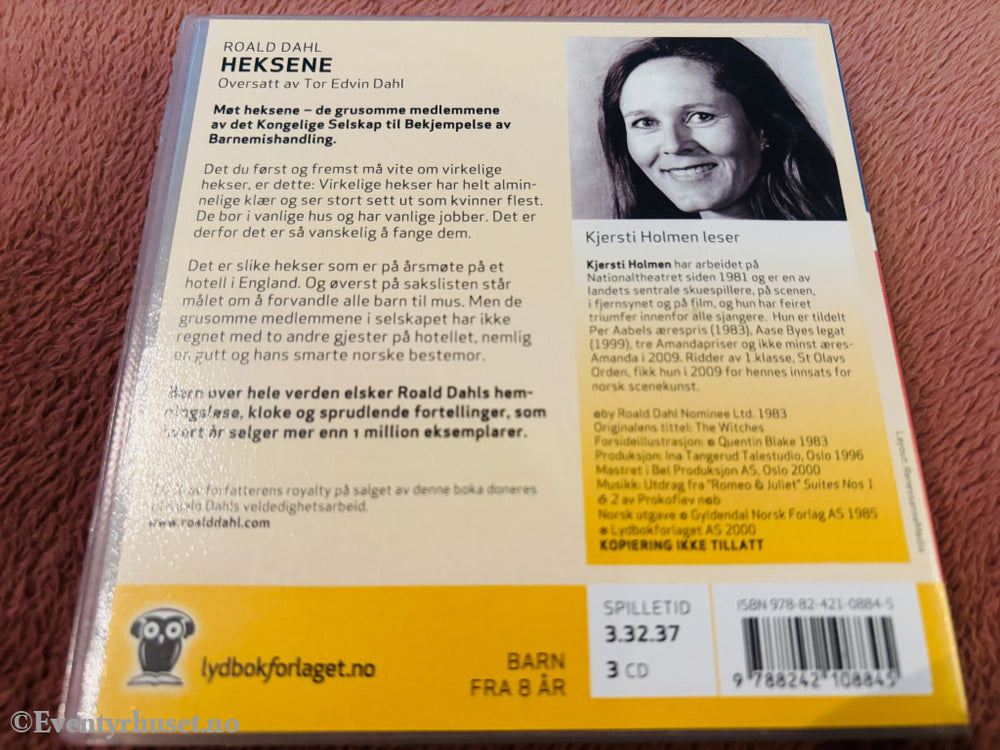 ROALD DAHL
HEKSENE
Oversatt av Tor Edvin Dahl
Møt heksene – de grusomme medlemmene
av det Kongelige Selskap til Bekjempelse av
Barnemishandling.
Det du først og fremst må vite om virkelige
hekser, er dette: Virkelige hekser har helt almin-
nelige klær og ser stort sett ut som kvinner flest.
De bor i vanlige hus og har vanlige jobber. Det er
derfor det er så vanskelig å fange dem.
Det er slike hekser som er på årsmøte på et
hotell i England. Og øverst på sakslisten står
målet om å forvandle alle barn til mus. Men de
grusomme medlemmene i selskapet har ikke
regnet med to andre gjester på hotellet, nemlig
en gutt og hans smarte norske bestemor.
Barn over hele verden elsker Roald Dahls hem-
ningsløse, kloke og sprudlende fortellinger, som
hvert år selger mer enn 1 million eksemplarer.
av forfatterens royalty på salget av denne boka doneres
Dahls veldedighetsarbeid.
www.roalddahl.com
Kjersti Holmen leser
Kjersti Holmen har arbeidet på
Nationaltheatret siden 1981 og er en av
landets sentrale skuespillere, på scenen,
i fjernsynet og på film, og hun har feiret
triumfer innenfor alle sjangere. Hun er tildelt
Per Aabels ærespris (1983), Aase Byes legat
(1999), tre Amandapriser og ikke minst æres-
Amanda i 2009. Ridder av 1.klasse, St Olavs
Orden, fikk hun i 2009 for hennes innsats for
norsk scenekunst.
©by Roald Dahl Nominee Ltd. 1983
Originalens tittel: The Witches
Forsideillustrasjon: © Quentin Blake 1983
Produksjon: Ina Tangerud Talestudio, Oslo 1996
Mastret i Bel Produksjon AS, Oslo 2000
Musikk: Utdrag fra "Romeo & Juliet" Suites Nos 1
& 2 av Prokofiev n©b
Norsk utgave © Gyldendal Norsk Forlag AS 1985
© Lydbokforlaget AS 2000
KOPIERING IKKE TILLATT
Layout: RenessanseMedia
lydbokforlaget.no
BARN
FRA 8 ÅR
SPILLETID
3.32.37
3 CD
ISBN 978-82-421-0884-5
9 788242 108845
©Eventyrhuset.no